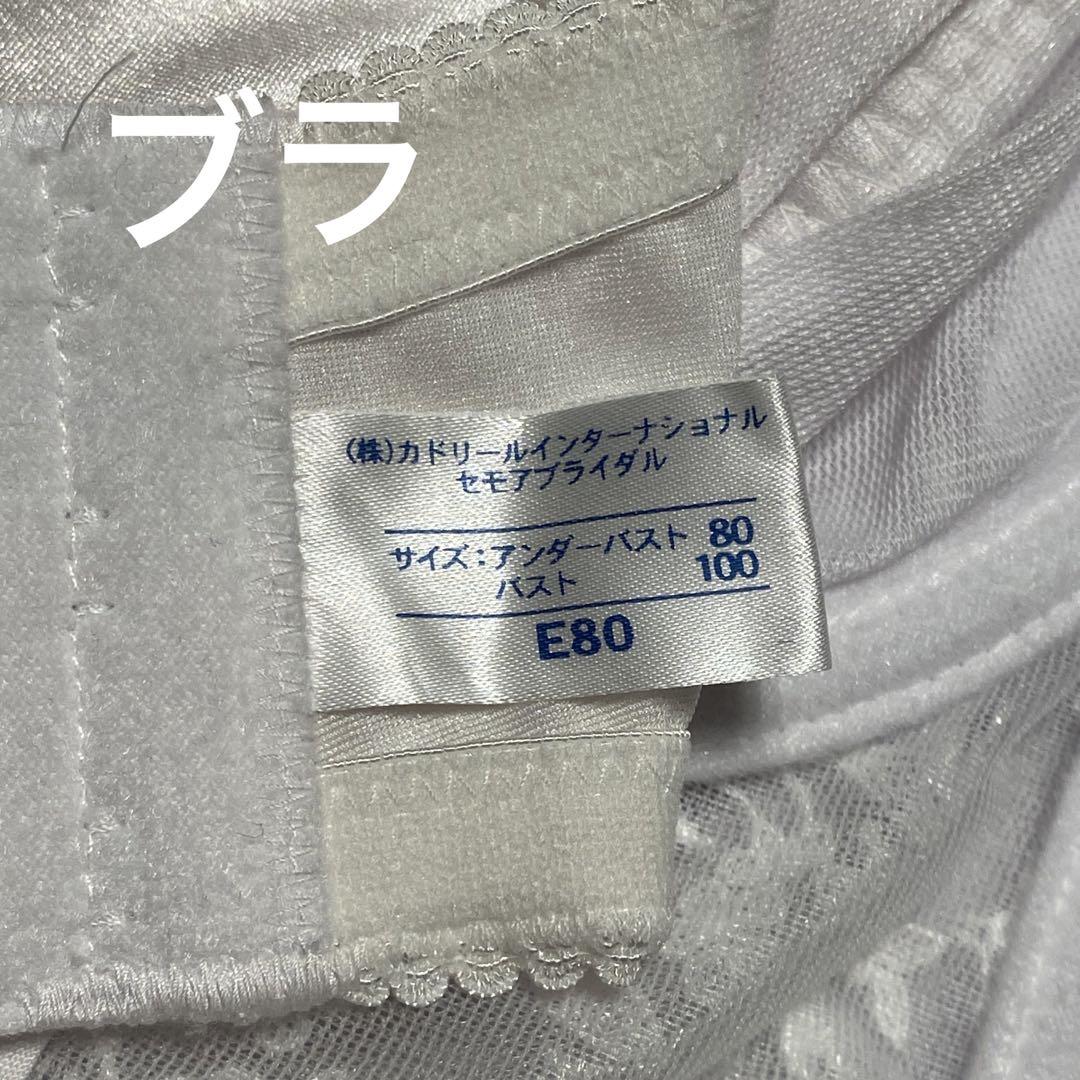 ブラ
(株)カドリールインターナショナル
セモアブライダル
サイズ:アンダーバスト 80
バスト 100
E80